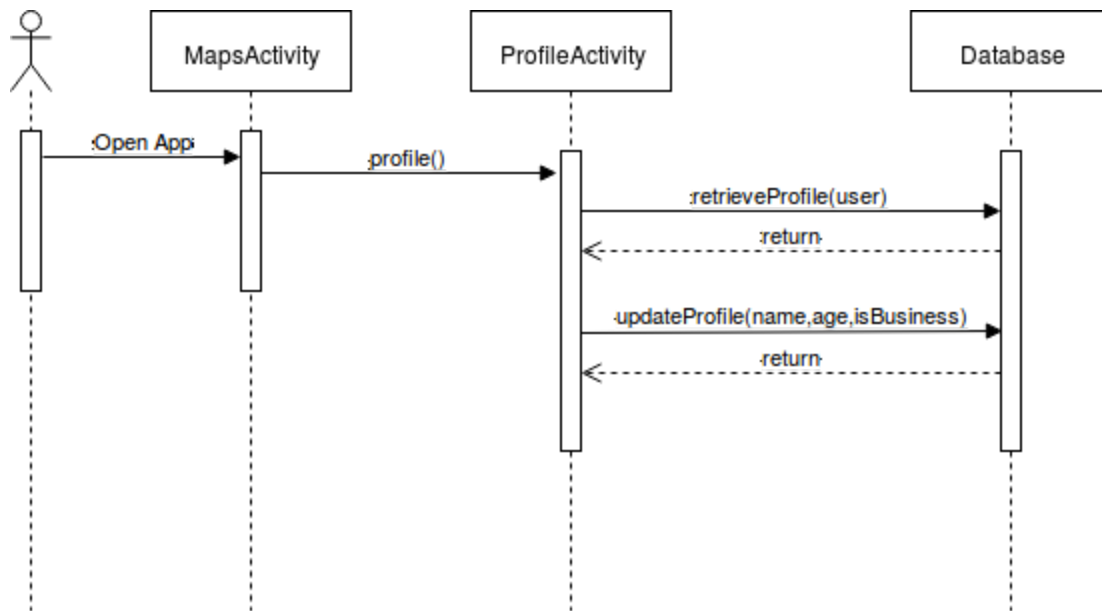 MapsActivity
ProfileActivity
Database
:Open App
:profile()
:retrieveProfile(user)
:return
updateProfile(name,age,isBusiness)
:return